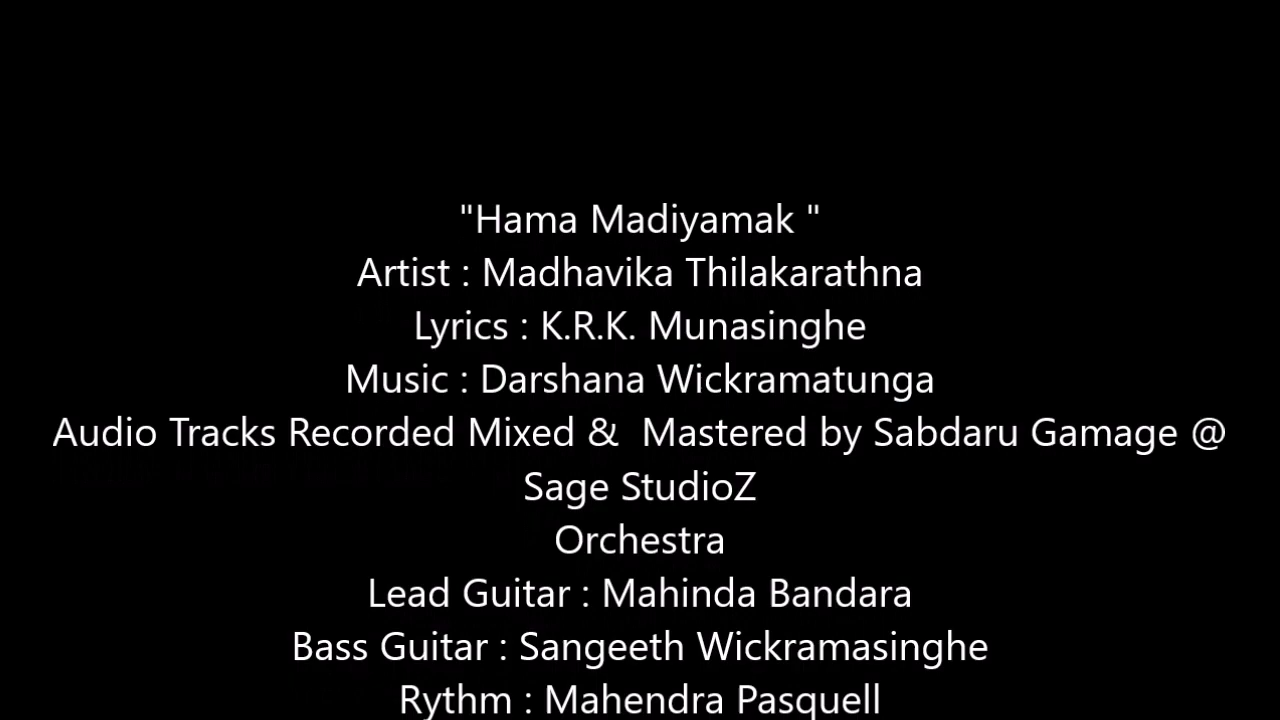 "Hama Madiyamak "
Artist : Madhavika Thilakarathna
Lyrics : K.R.K. Munasinghe
Music : Darshana Wickramatunga
Audio Tracks Recorded Mixed &  Mastered by Sabdaru Gamage @
Sage StudioZ
Orchestra
Lead Guitar : Mahinda Bandara
Bass Guitar : Sangeeth Wickramasinghe
Rythm : Mahendra Pasquell